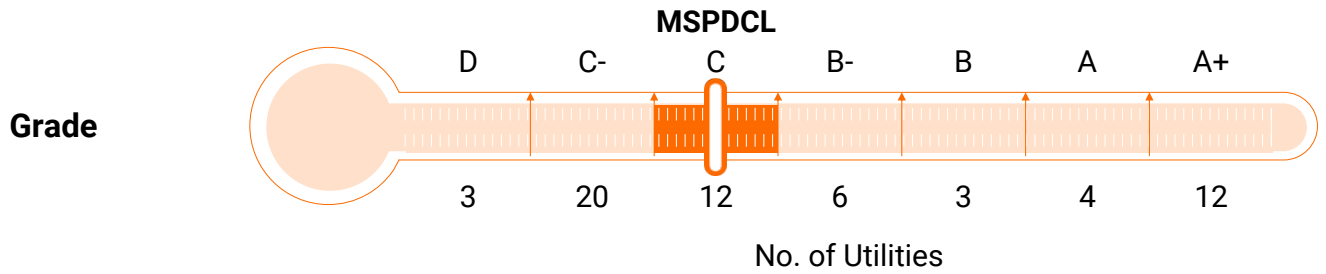 MSPDCL
D C- C B- B A A+
Grade
3 20 12 6 3 4 12
No. of Utilities